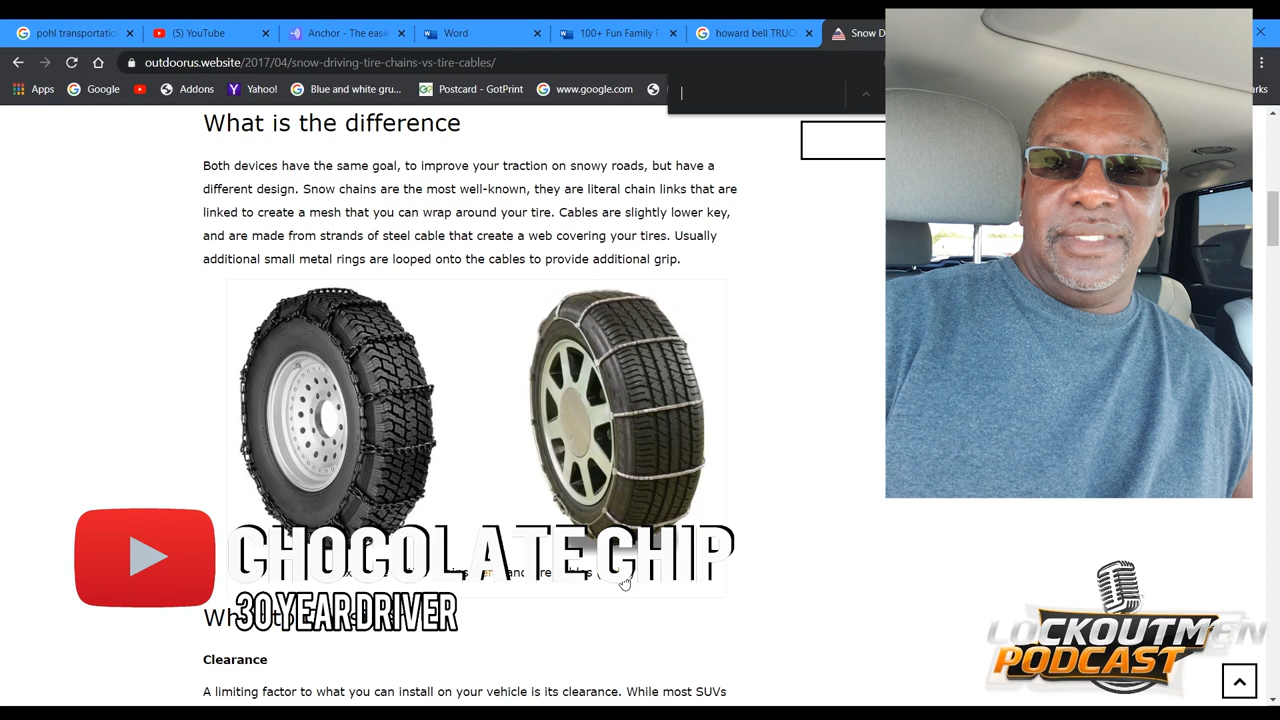 pohl transportatio
(5) YouTube
Anchor - The easie
Word
100+ Fun Family F
howard bell TRUC
Snow D
outdoorus.website/2017/04/snow-driving-tire-chains-vs-tire-cables/
Apps
Google
Addons
Yahoo!
Blue and white gru...
Postcard - GotPrint
www.google.com
What is the difference
Both devices have the same goal, to improve your traction on snowy roads, but have a
different design. Snow chains are the most well-known, they are literal chain links that are
linked to create a mesh that you can wrap around your tire. Cables are slightly lower key,
and are made from strands of steel cable that create a web covering your tires. Usually
additional small metal rings are looped onto the cables to provide additional grip.
CHOCOLATE CHIP
30 YEAR DRIVER
Clearance
A limiting factor to what you can install on your vehicle is its clearance. While most SUVs
LOCKOUTMEN
PODCAST